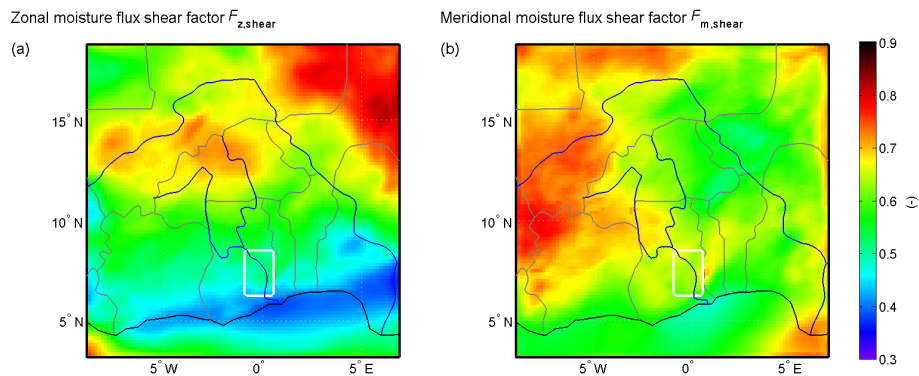 Zonal moisture flux shear factor Fz,shear
Meridional moisture flux shear factor Fm,shear
(a)
(b)
15° N
10° N
5° N
5° W
0°
5° E
15° N
10° N
5° N
5° W
0°
5° E
0.9
0.8
0.7
0.6
0.5
0.4
0.3
(-)